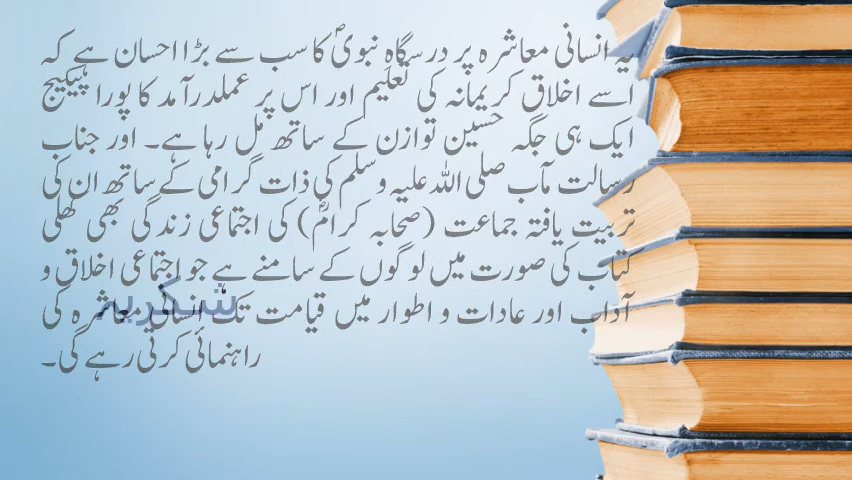 یہ انسانی معاشرہ پر درسگاہِ نبویؐ کا سب سے بڑا احسان ہے کہ
اسے اخلاق کریمانہ کی تعلیم اور اس پر عملدرآمد کا پورا پیکیج
ایک ہی جگہ حسین توازن کے ساتھ مل رہا ہے۔ اور جناب
رسالت مآب صلی اللہ علیہ وسلم کی ذات گرامی کے ساتھ ان کی
تربیت یافتہ جماعت (صحابہ کرامؓ) کی اجتماعی زندگی بھی کھلی
کتاب کی صورت میں لوگوں کے سامنے ہے جو اجتماعی اخلاق و
آداب اور عادات و اطوار میں قیامت تک انسانی معاشرہ کی
راہنمائی کرتی رہے گی۔
شکریہ